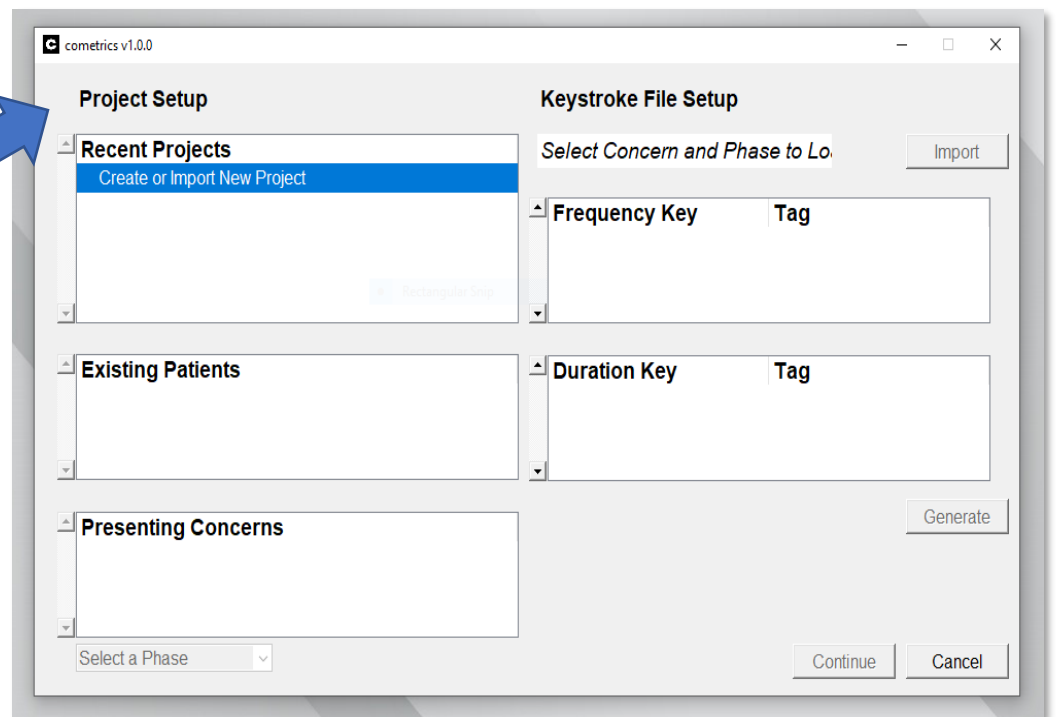 cometrics v1.0.0
Project Setup
Recent Projects
Create or Import New Project
Rectangular Snip
Existing Patients
Presenting Concerns
Select a Phase
Keystroke File Setup
Select Concern and Phase to Lo
Import
Frequency Key Tag
Duration Key Tag
Generate
Continue Cancel